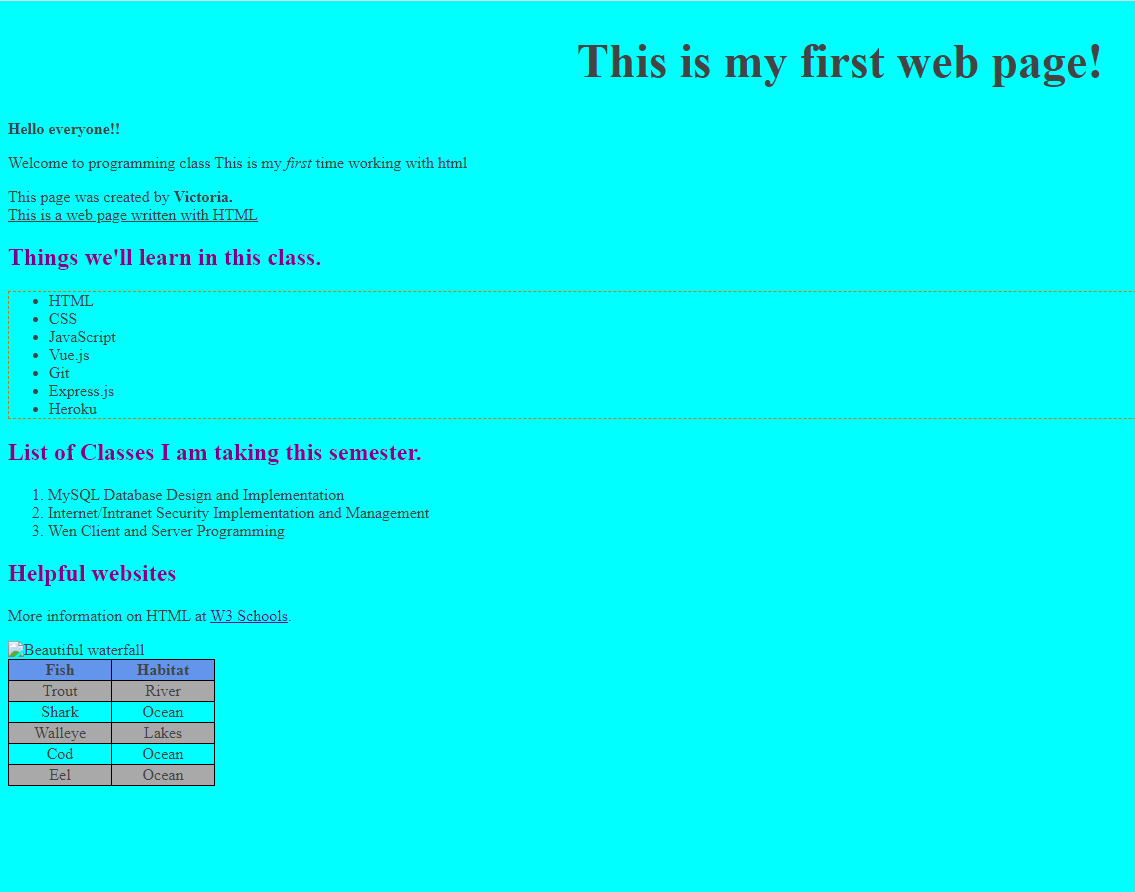 This is my first web page!
Hello everyone!!
Welcome to programming class This is my first time working with html
This page was created by Victoria.
This is a web page written with HTML
Things we'll learn in this class.
HTML
CSS
JavaScript
Vue.js
Git
Express.js
Heroku
List of Classes I am taking this semester.
1. MySQL Database Design and Implementation
2. Internet/Intranet Security Implementation and Management
3. Wen Client and Server Programming
Helpful websites
More information on HTML at W3 Schools.
Beautiful waterfall
Fish Habitat
Trout River
Shark Ocean
Walleye Lakes
Cod Ocean
Eel Ocean